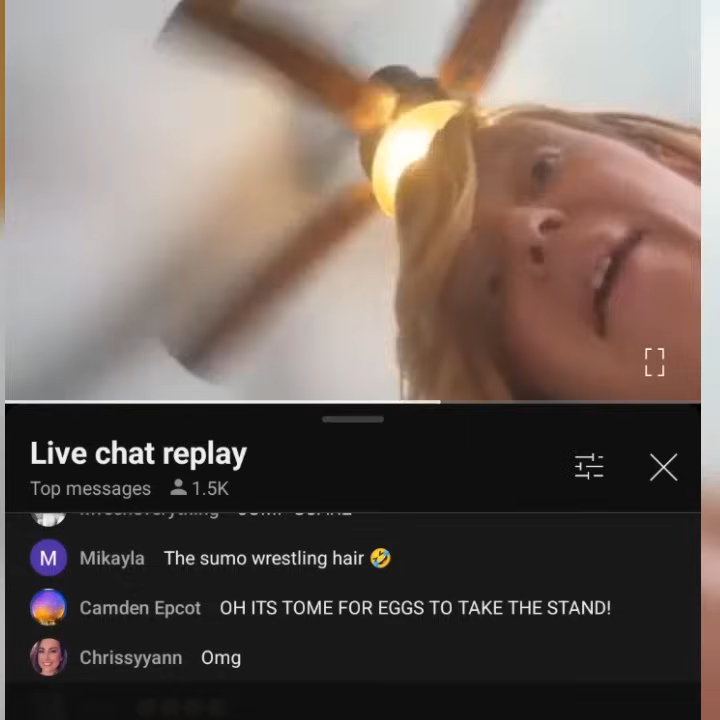 Live chat replay
Top messages 1.5K
M Mikayla The sumo wrestling hair 🤣
Camden Epcot OH ITS TOME FOR EGGS TO TAKE THE STAND!
Chrissyyann Omg